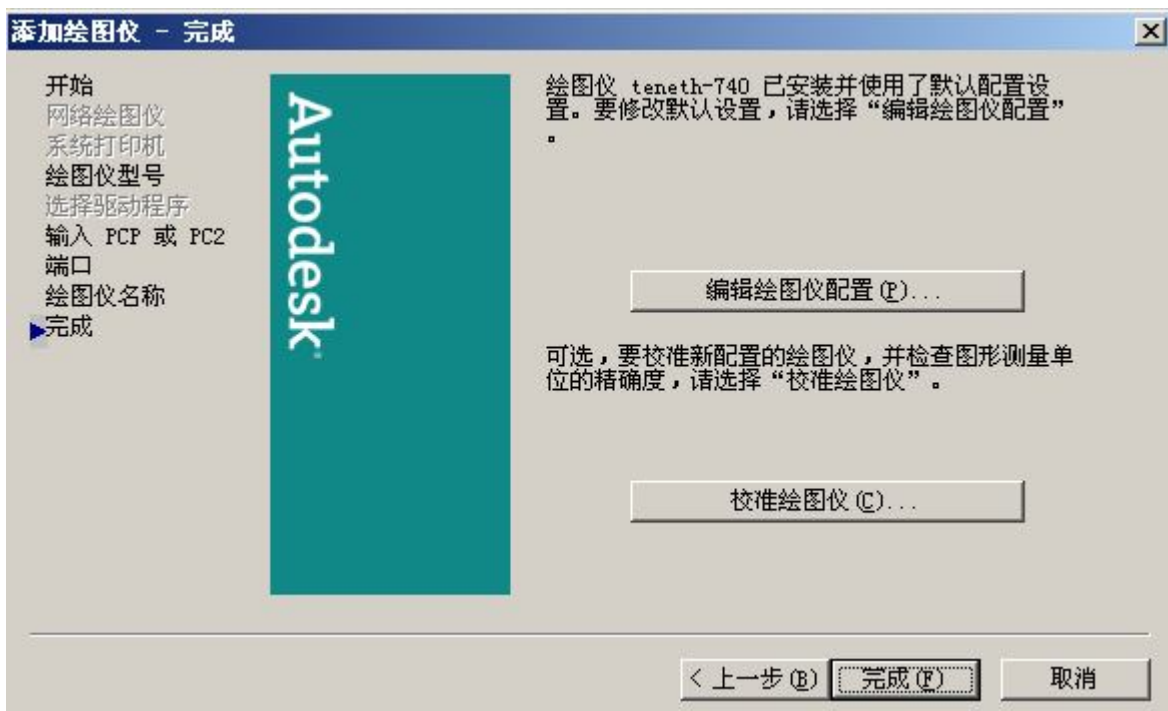 添加绘图仪 - 完成
开始
网络绘图仪
系统打印机
绘图仪型号
选择驱动程序
输入 PCP 或 PC2
端口
绘图仪名称
完成
Autodesk
绘图仪 teneth-740 已安装并使用了默认配置设
置。要修改默认设置,请选择“编辑绘图仪配置”
。
编辑绘图仪配置(P)...
可选,要校准新配置的绘图仪,并检查图形测量单
位的精确度,请选择“校准绘图仪”。
校准绘图仪(C)...
< 上一步(B)
完成(F)
取消